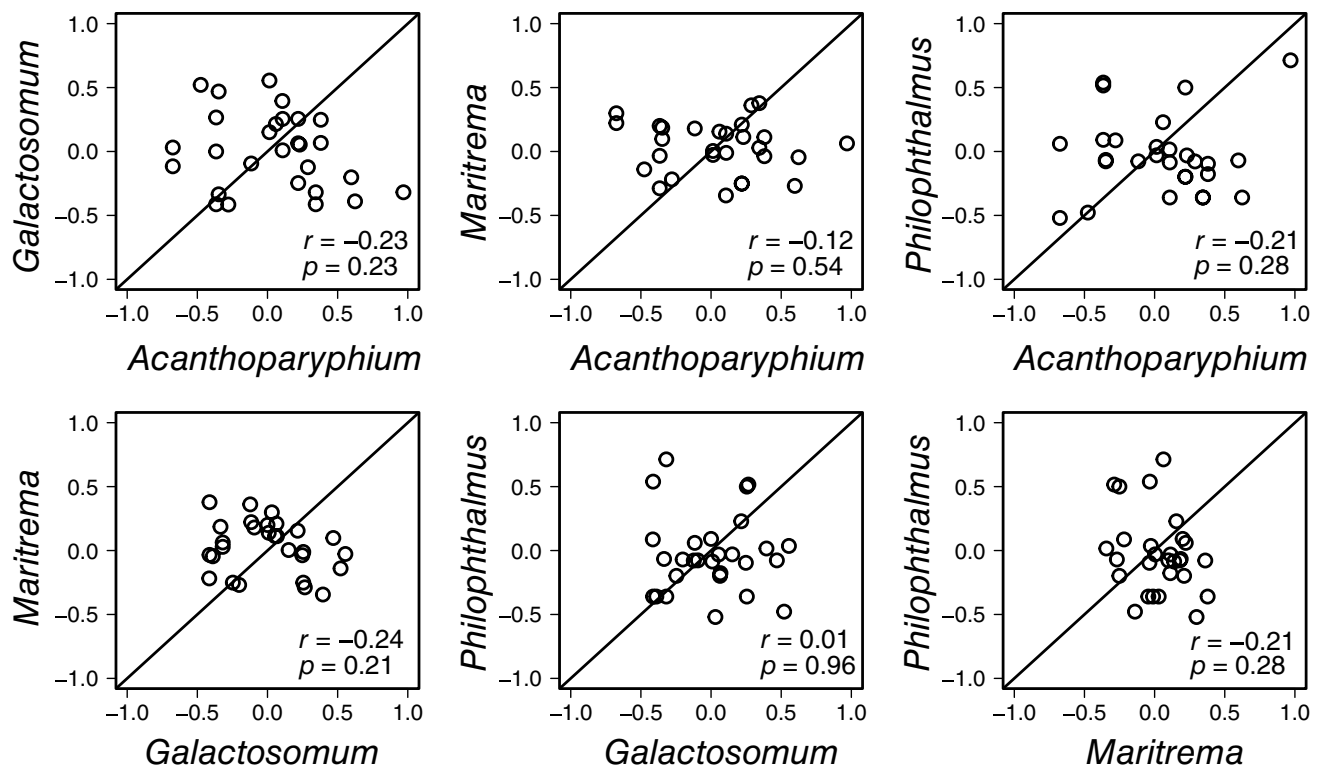 1.0 0.5 0.0 −0.5 −1.0
Galactosomum
r = −0.23
p = 0.23
−1.0 −0.5 0.0 0.5 1.0
Acanthoparyphium
1.0 0.5 0.0 −0.5 −1.0
Maritrema
r = −0.12
p = 0.54
−1.0 −0.5 0.0 0.5 1.0
Acanthoparyphium
1.0 0.5 0.0 −0.5 −1.0
Philophthalmus
r = −0.21
p = 0.28
−1.0 −0.5 0.0 0.5 1.0
Acanthoparyphium
1.0 0.5 0.0 −0.5 −1.0
Maritrema
r = −0.24
p = 0.21
−1.0 −0.5 0.0 0.5 1.0
Galactosomum
1.0 0.5 0.0 −0.5 −1.0
Philophthalmus
r = 0.01
p = 0.96
−1.0 −0.5 0.0 0.5 1.0
Galactosomum
1.0 0.5 0.0 −0.5 −1.0
Philophthalmus
r = −0.21
p = 0.28
−1.0 −0.5 0.0 0.5 1.0
Maritrema